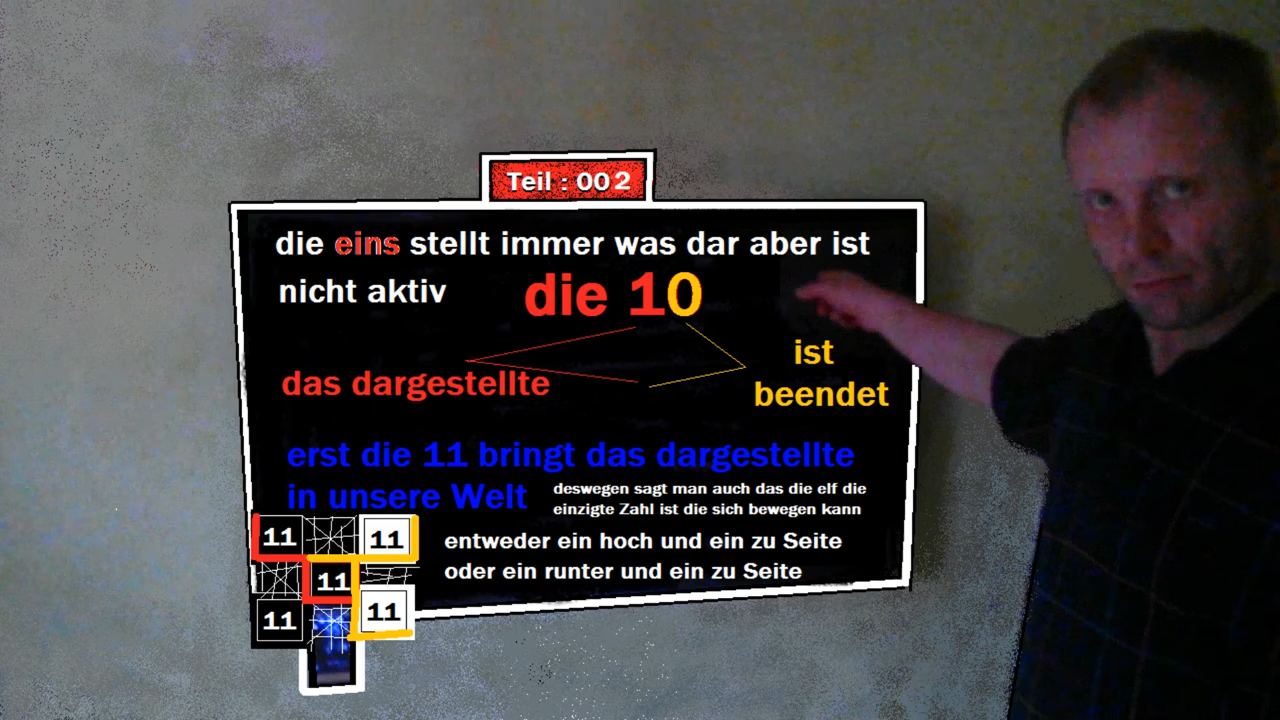 Teil : 002
die eins stellt immer was dar aber ist
nicht aktiv
die 10
das dargestellte
ist
beendet
erst die 11 bringt das dargestellte
in unsere Welt
deswegen sagt man auch das die elf die
einzigte Zahl ist die sich bewegen kann
entweder ein hoch und ein zu Seite
oder ein runter und ein zu Seite
11 11
11
11 11